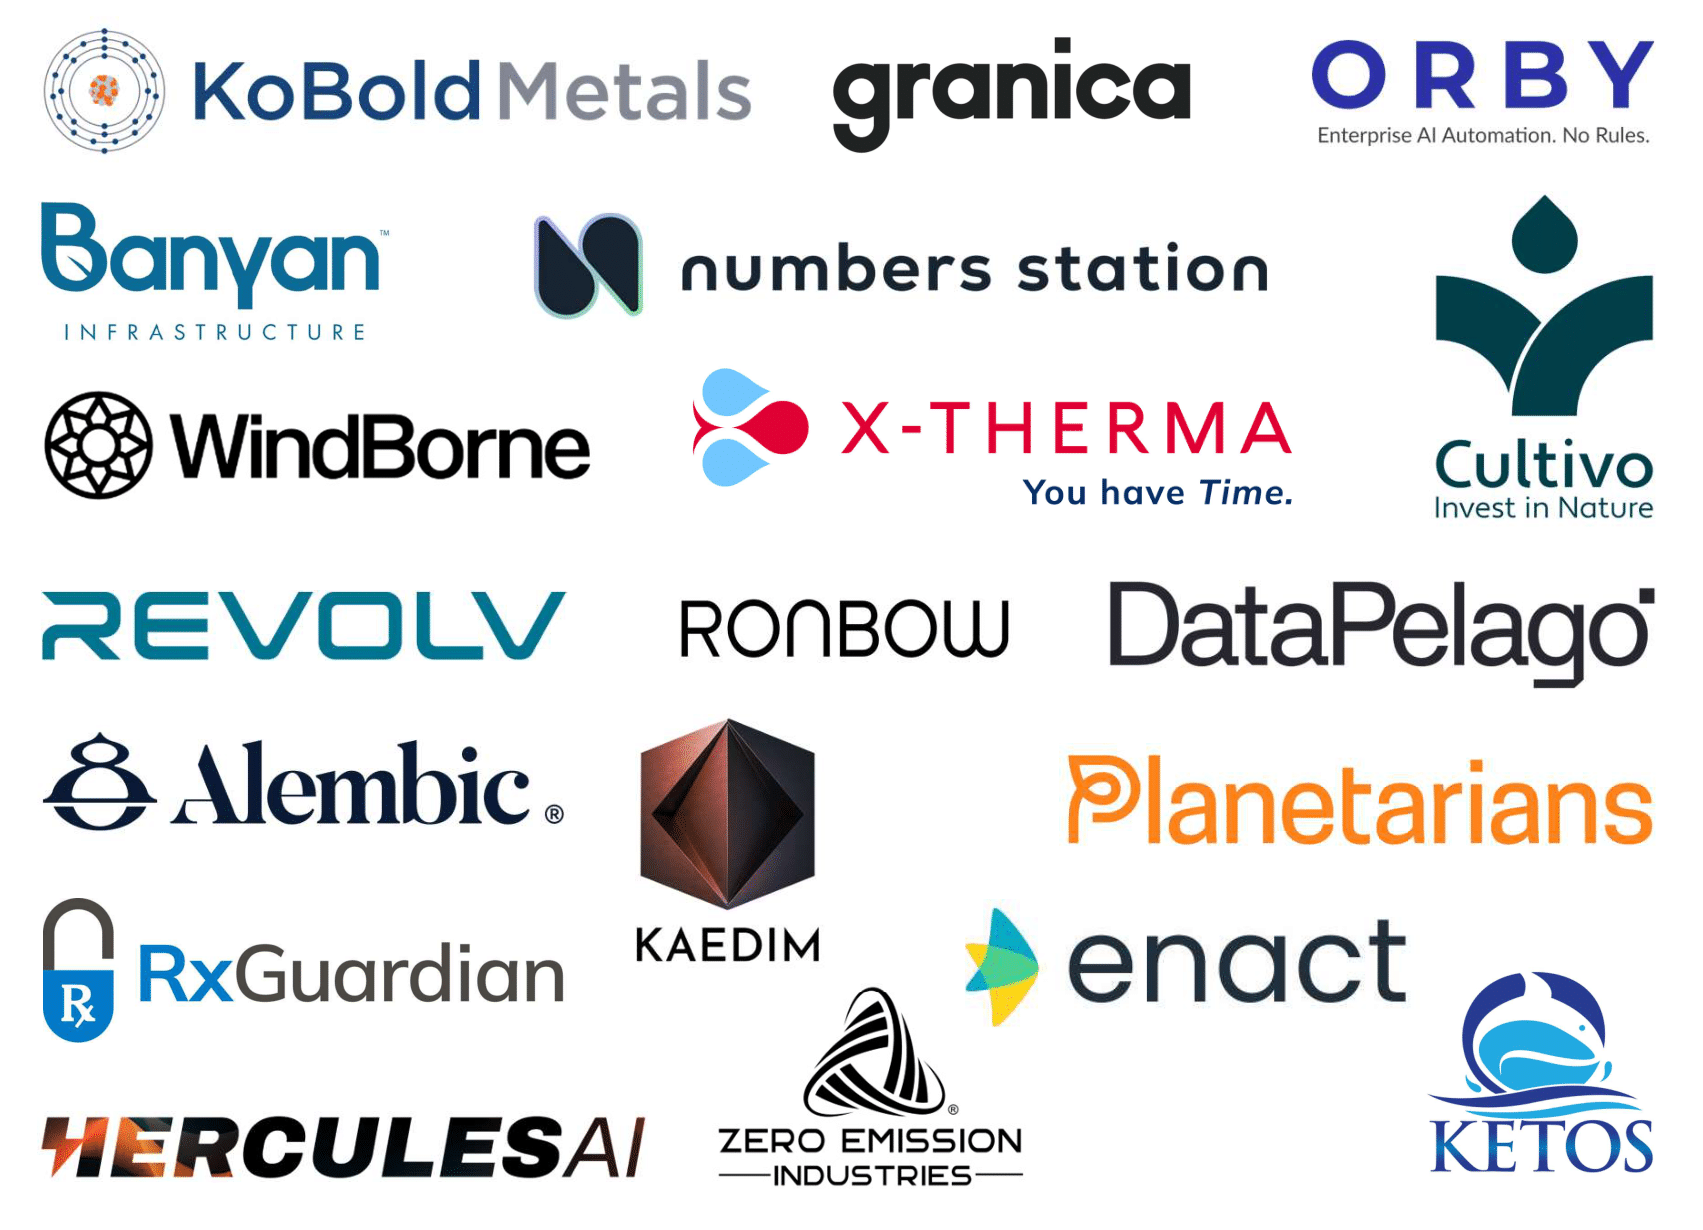 KoBold Metals
granica
ORBY
Enterprise AI Automation. No Rules.
Banyan™
INFRASTRUCTURE
numbers station
Cultivo
Invest in Nature
WindBorne
X-THERMA
You have Time.
REVOLV
RONBOW
DataPelago
Alembic®
KAEDIM
Planetarians
Rx
RxGuardian
enact
HERCULESAI
®
ZERO EMISSION
INDUSTRIES
KETOS